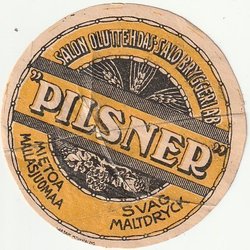 SALON OLUTTEHDAS-SALO BRYGGERI AB
"PILSNER"
MIETOA
MALLASJUOMAA
SVAG
MALTDRYCK